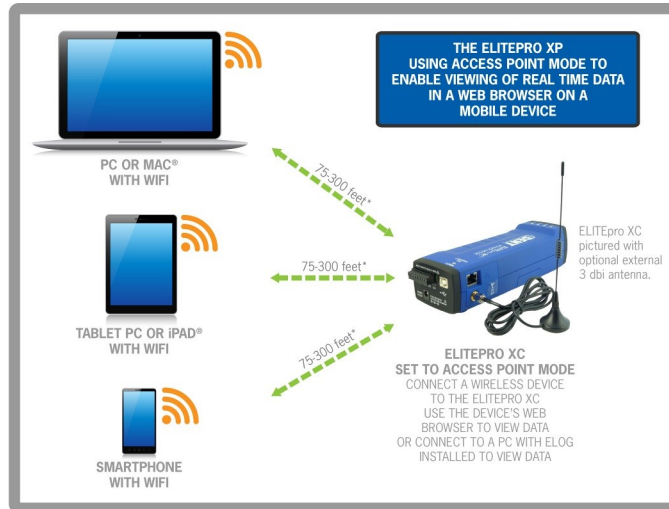 THE ELITEPRO XP
USING ACCESS POINT MODE TO
ENABLE VIEWING OF REAL TIME DATA
IN A WEB BROWSER ON A
MOBILE DEVICE
PC OR MAC®
WITH WIFI
75-300 feet*
ELITEpro XC
pictured with
optional external
3 dbi antenna.
75-300 feet*
TABLET PC OR iPAD®
WITH WIFI
75-300 feet*
ELITEPRO XC
SET TO ACCESS POINT MODE
CONNECT A WIRELESS DEVICE
TO THE ELITEPRO XC
USE THE DEVICE'S WEB
BROWSER TO VIEW DATA
OR CONNECT TO A PC WITH ELOG
INSTALLED TO VIEW DATA
SMARTPHONE
WITH WIFI
DENT